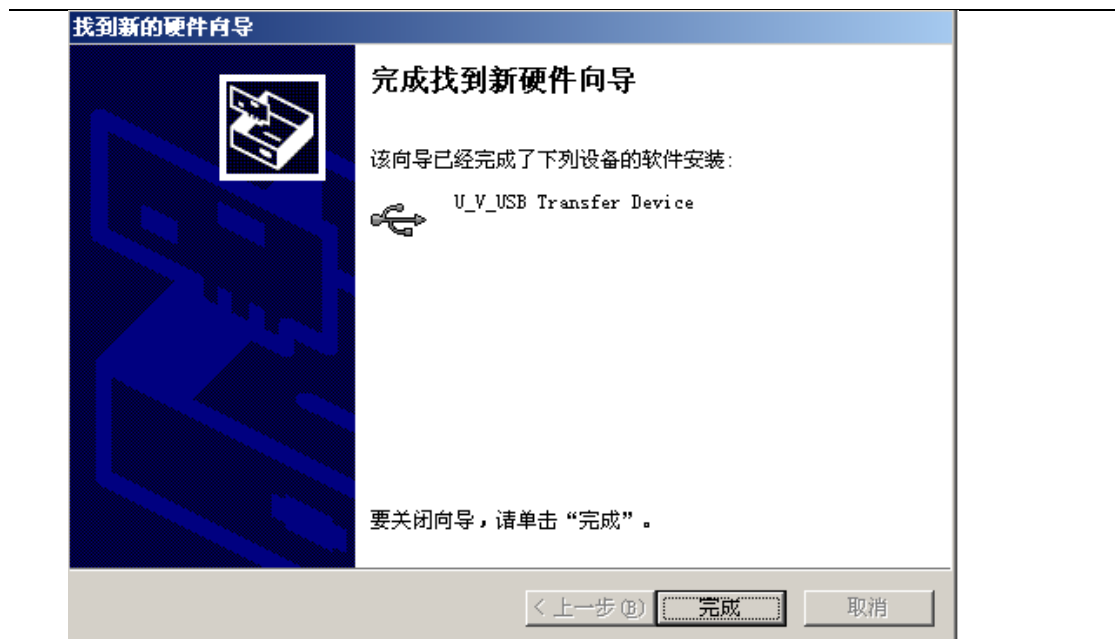 找到新的硬件向导
完成找到新硬件向导
该向导已经完成了下列设备的软件安装:
U_V_USB Transfer Device
要关闭向导，请单击“完成”。
< 上一步(B) 完成 取消